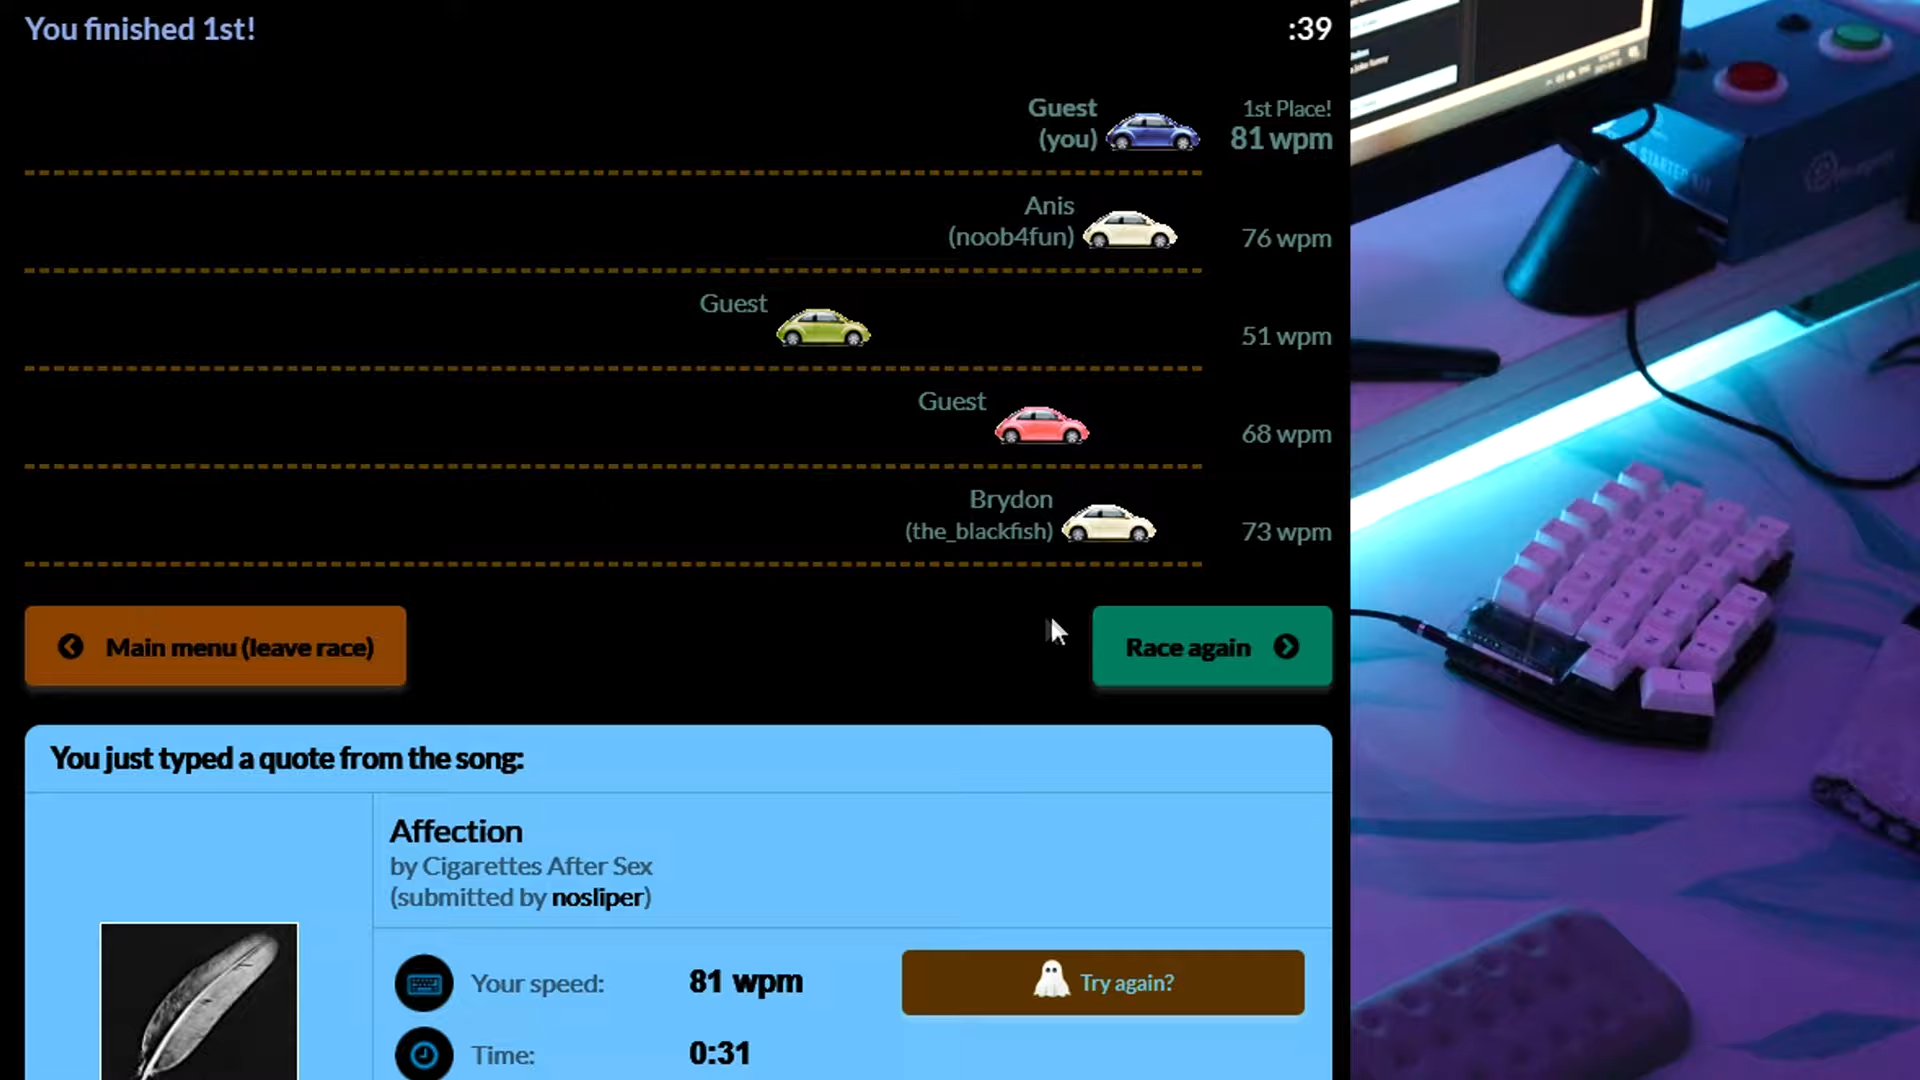 You finished 1st!
:39
Guest
(you)
1st Place!
81 wpm
Anis
(noob4fun)
76 wpm
Guest
51 wpm
Guest
68 wpm
Brydon
(the_blackfish)
73 wpm
Main menu (leave race)
Race again
You just typed a quote from the song:
Affection
by Cigarettes After Sex
(submitted by nosliper)
Your speed:
81 wpm
Try again?
Time:
0:31